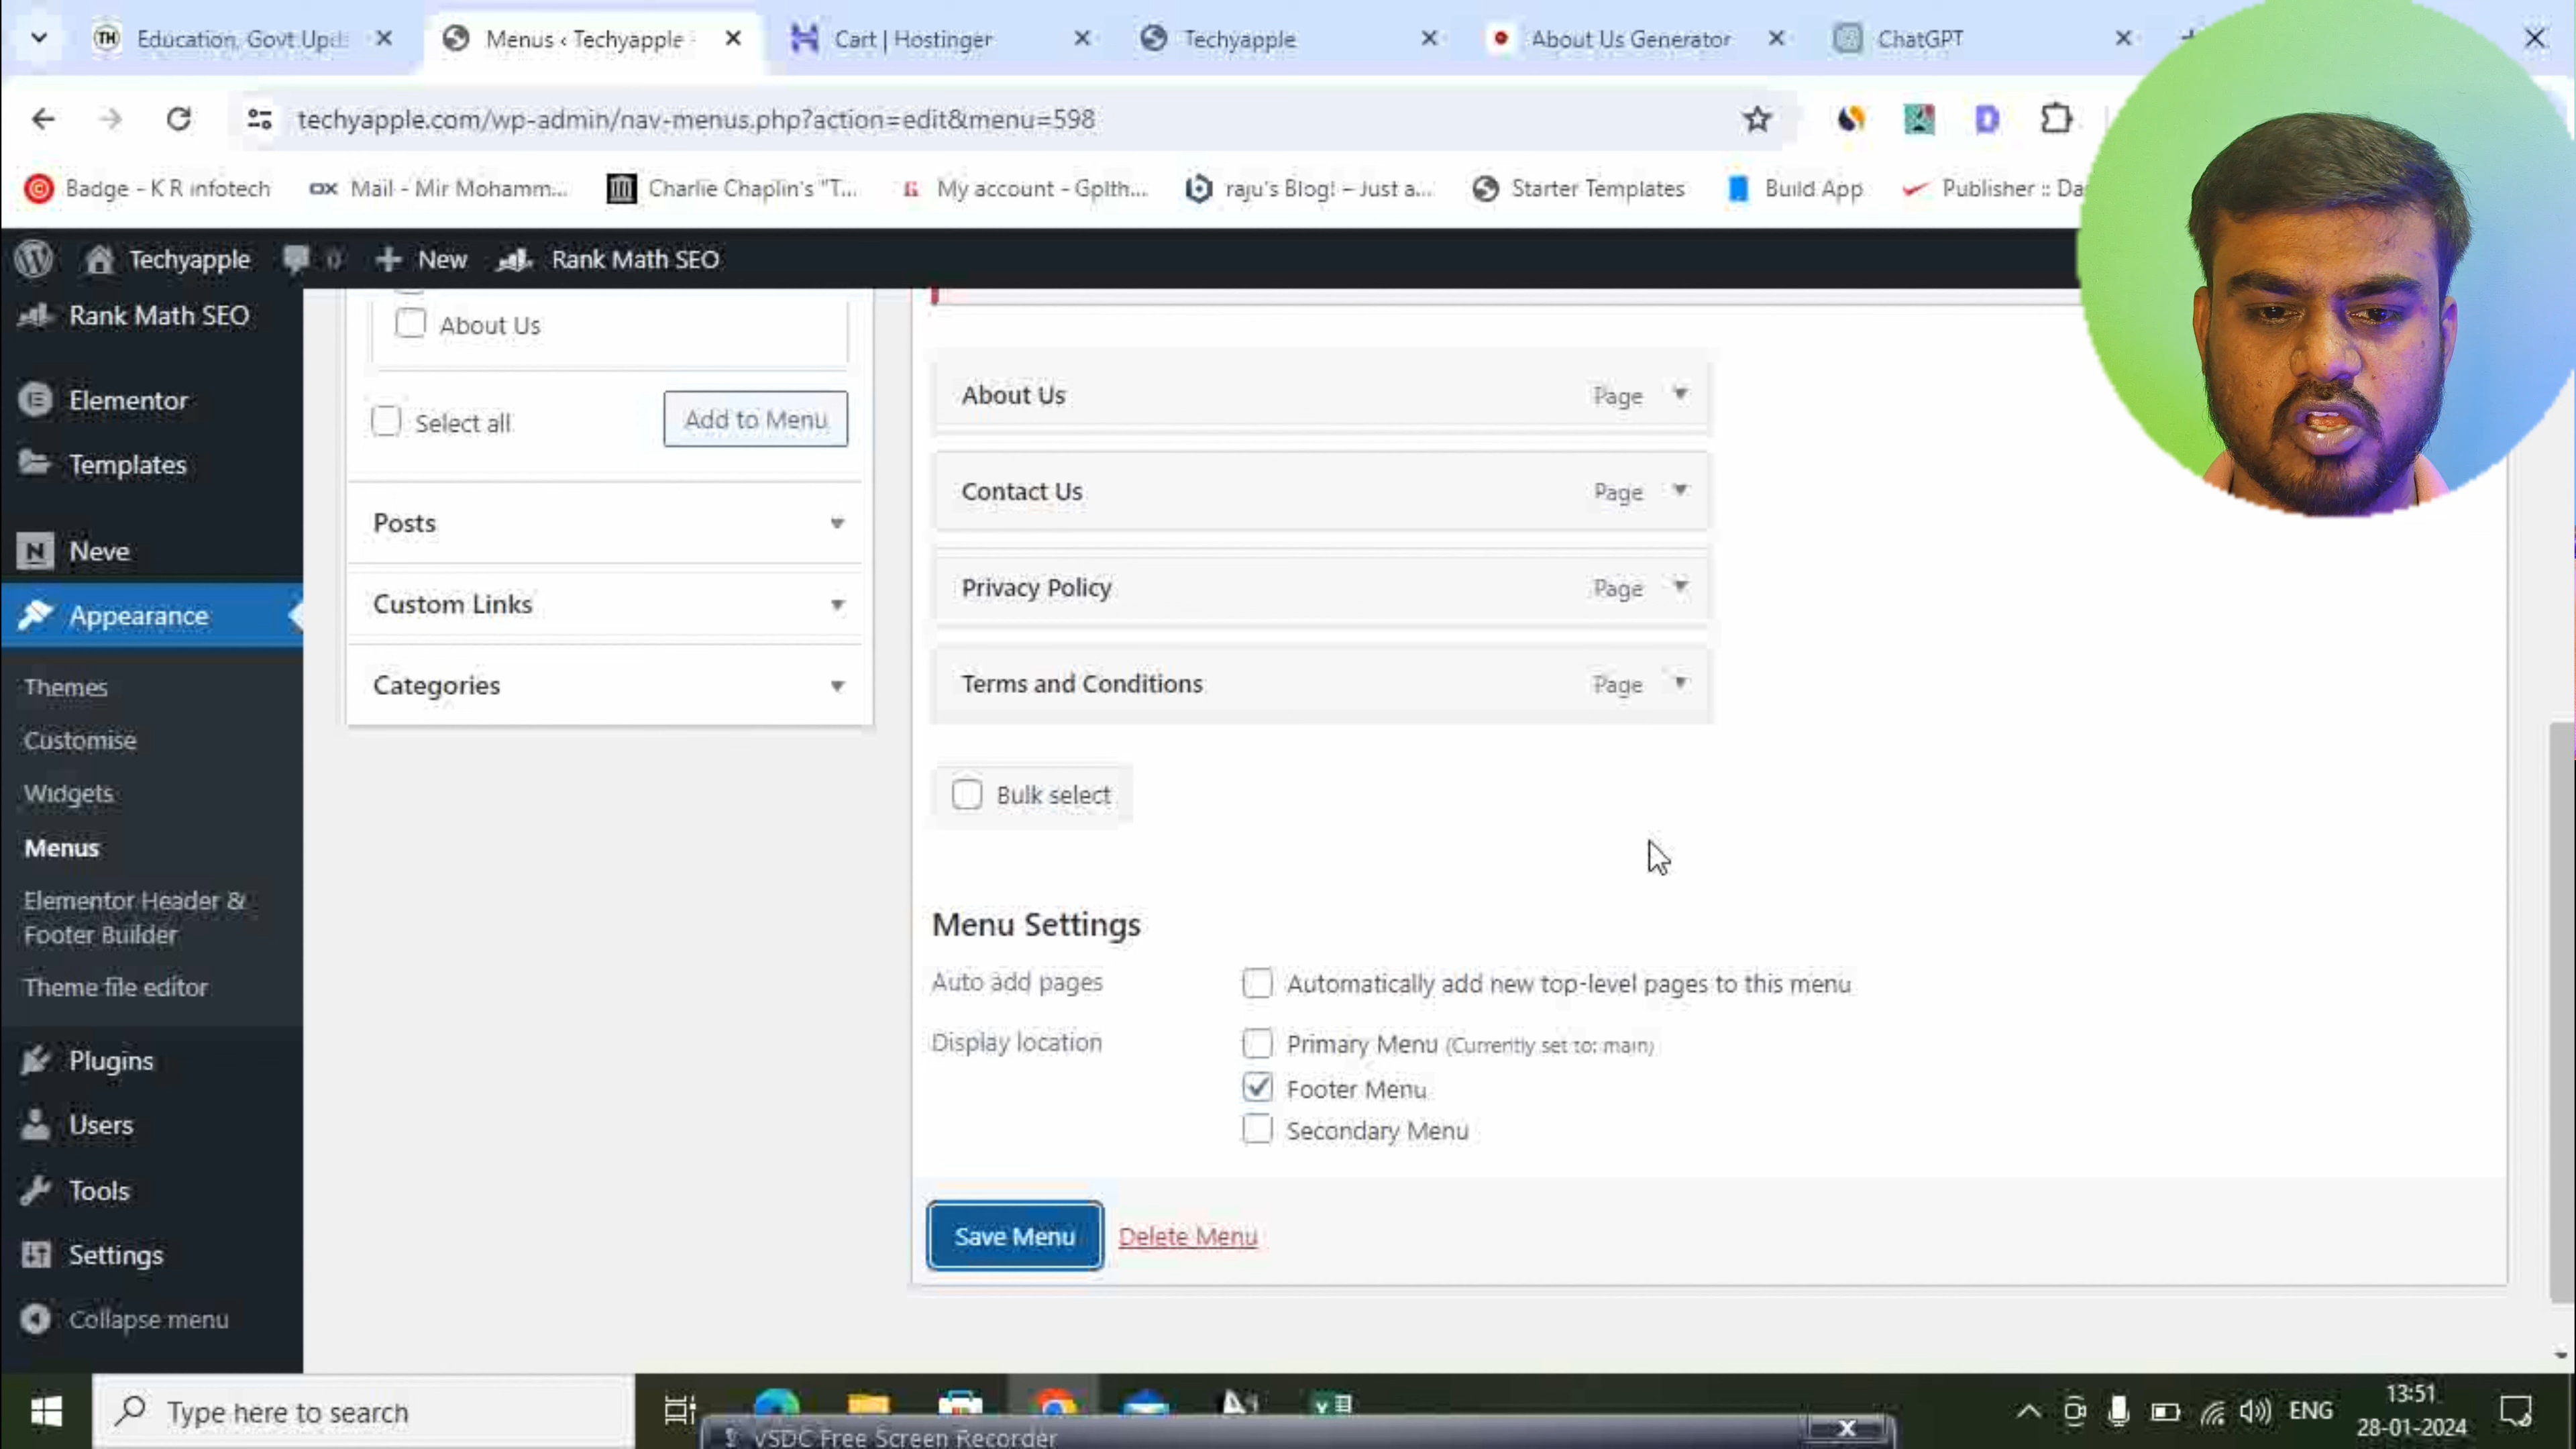 Education, Govt Upd
Menus ‹ Techyapple -
Cart | Hostinger
Techyapple
About Us Generator
ChatGPT
techyapple.com/wp-admin/nav-menus.php?action=edit&menu=598
Badge - K R infotech
Mail - Mir Mohamm...
Charlie Chaplin's "T...
My account - Gplth...
raju's Blog! – Just a...
Starter Templates
Build App
Publisher :: Da
Techyapple
0
New
Rank Math SEO
Rank Math SEO
Elementor
Templates
Neve
Appearance
Themes
Customise
Widgets
Menus
Elementor Header &
Footer Builder
Theme file editor
Plugins
Users
Tools
Settings
Collapse menu
About Us
Select all
Add to Menu
Posts
Custom Links
Categories
About Us Page
Contact Us Page
Privacy Policy Page
Terms and Conditions Page
Bulk select
Menu Settings
Auto add pages
Automatically add new top-level pages to this menu
Display location
Primary Menu (Currently set to: main)
Footer Menu
Secondary Menu
Save Menu
Delete Menu
Type here to search
VSDC Free Screen Recorder
ENG
13:51
28-01-2024